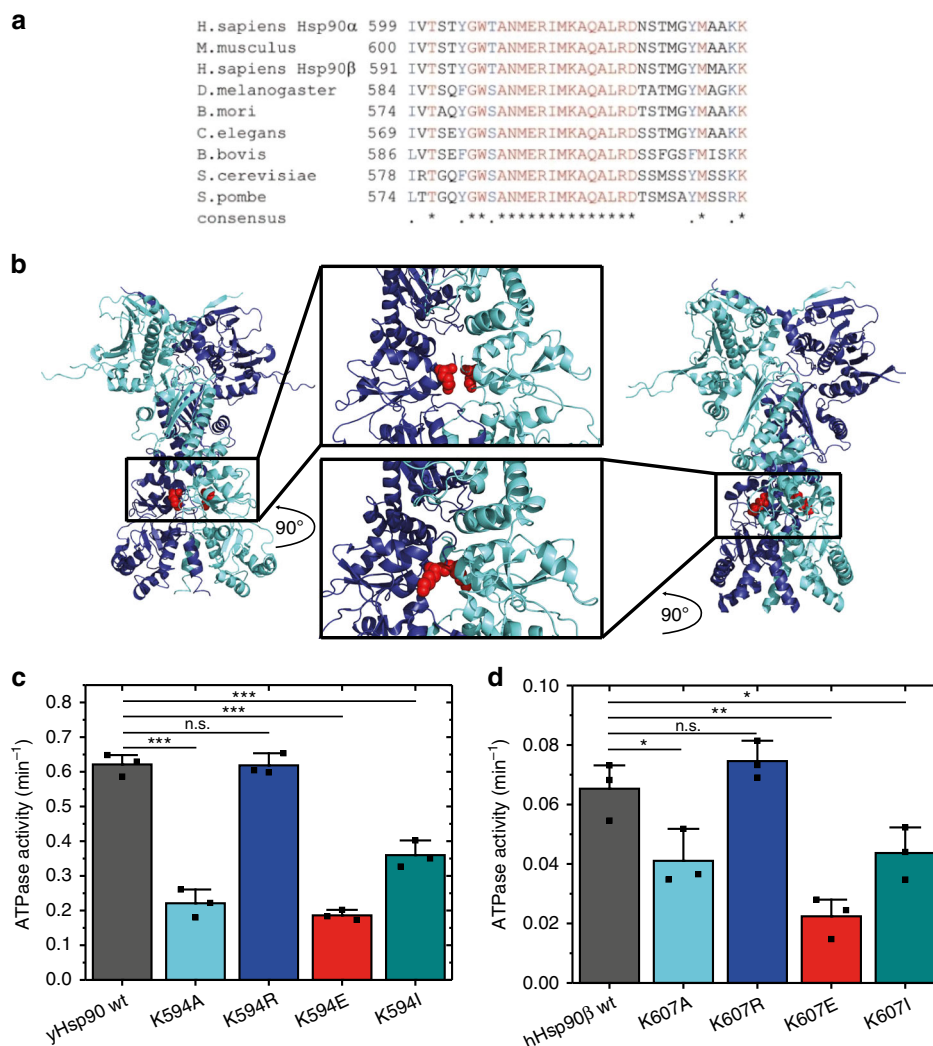 a
H.sapiens Hsp90α 599 IVTSTYGWTANMERIMKAQALRDNSTMGYMAAKK
M.musculus 600 IVTSTYGWTANMERIMKAQALRDNSTMGYMAAKK
H.sapiens Hsp90β 591 IVTSTYGWTANMERIMKAQALRDNSTMGYMMAKK
D.melanogaster 584 IVTSQFGWSANMERIMKAQALRDTATMGYMAGKK
B.mori 574 IVTAQYGWSANMERIMKAQALRDTSTMGYMAAKK
C.elegans 569 IVTSEYGWSANMERIMKAQALRDSSTMGYMAAKK
B.bovis 586 LVTSEFGWSANMERIMKAQALRDSSFGSFMISKK
S.cerevisiae 578 IRTGQFGWSANMERIMKAQALRDSSMSSYMSSKK
S.pombe 574 LTTGQYGWSANMERIMKAQALRDTSMSAYMSSRK
consensus . * .**.************** .* .*
b
90°
90°
c
ATPase activity (min⁻¹)
0.8
0.7
0.6
0.5
0.4
0.3
0.2
0.1
0.0
***
***
n.s.
***
yHsp90 wt
K594A
K594R
K594E
K594I
d
ATPase activity (min⁻¹)
0.10
0.08
0.06
0.04
0.02
0.00
*
**
n.s.
*
hHsp90β wt
K607A
K607R
K607E
K607I